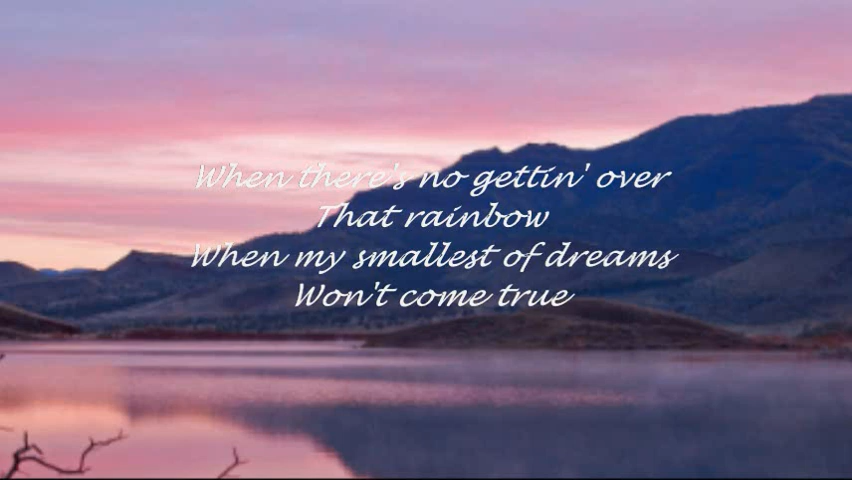 When there's no gettin' over
That rainbow
When my smallest of dreams
Won't come true